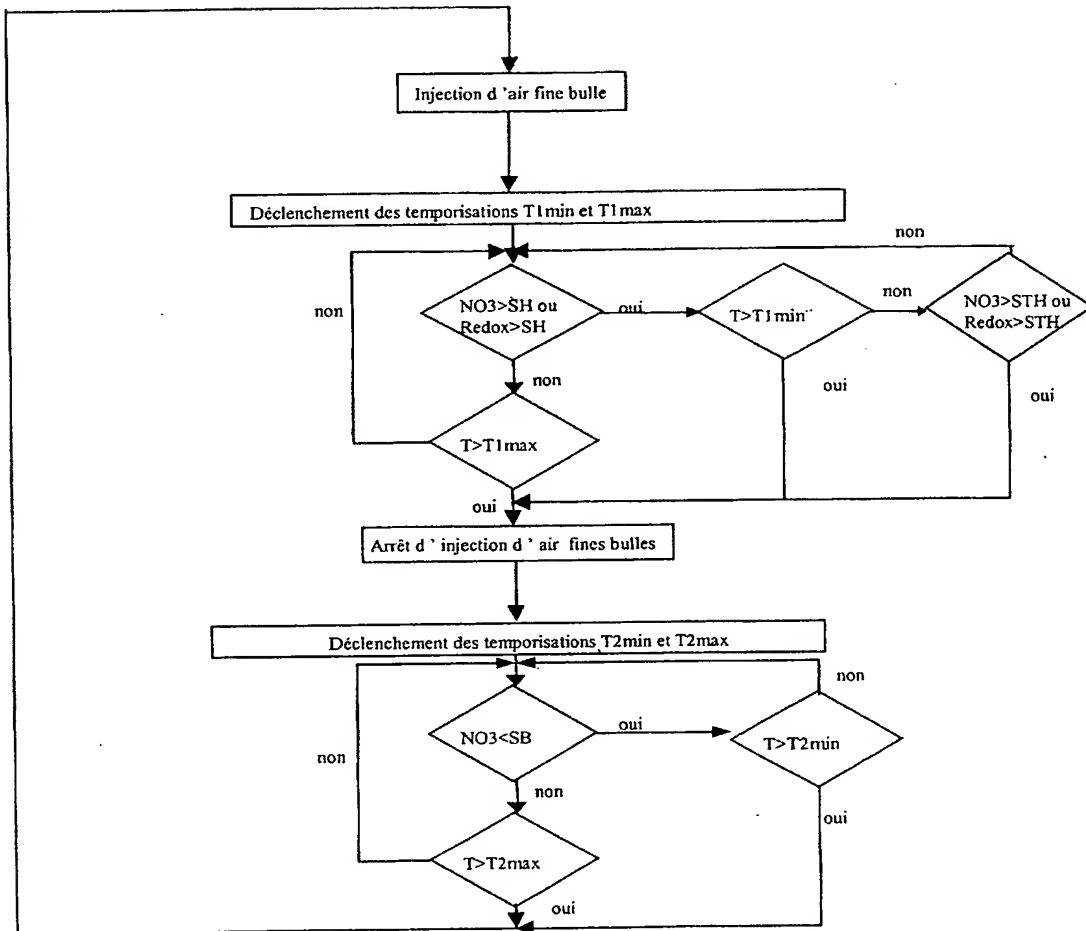 Injection d 'air fine bulle
Déclenchement des temporisations T1min et T1max
non
NO3>SH ou
Redox>SH
oui
T>T1min
non
NO3>STH ou
Redox>STH
non
non
oui
oui
T>T1max
oui
Arrêt d ' injection d ' air fines bulles
Déclenchement des temporisations T2min et T2max
non
NO3<SB
oui
T>T2min
non
non
oui
T>T2max
oui